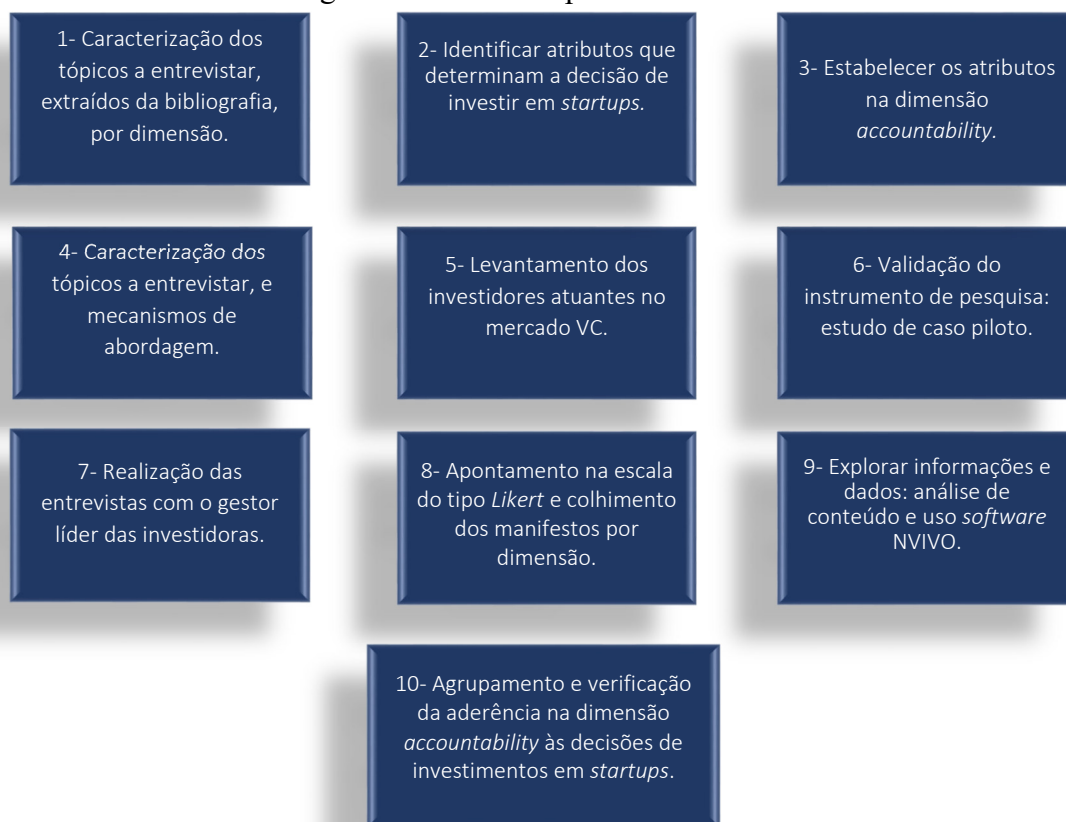 1- Caracterização dos
tópicos a entrevistar,
extraídos da bibliografia,
por dimensão.
2- Identificar atributos que
determinam a decisão de
investir em startups.
3- Estabelecer os atributos
na dimensão
accountability.
4- Caracterização dos
tópicos a entrevistar, e
mecanismos de
abordagem.
5- Levantamento dos
investidores atuantes no
mercado VC.
6- Validação do
instrumento de pesquisa:
estudo de caso piloto.
7- Realização das
entrevistas com o gestor
líder das investidoras.
8- Apontamento na escala
do tipo Likert e colhimento
dos manifestos por
dimensão.
9- Explorar informações e
dados: análise de
conteúdo e uso software
NVIVO.
10- Agrupamento e verificação
da aderência na dimensão
accountability às decisões de
investimentos em startups.